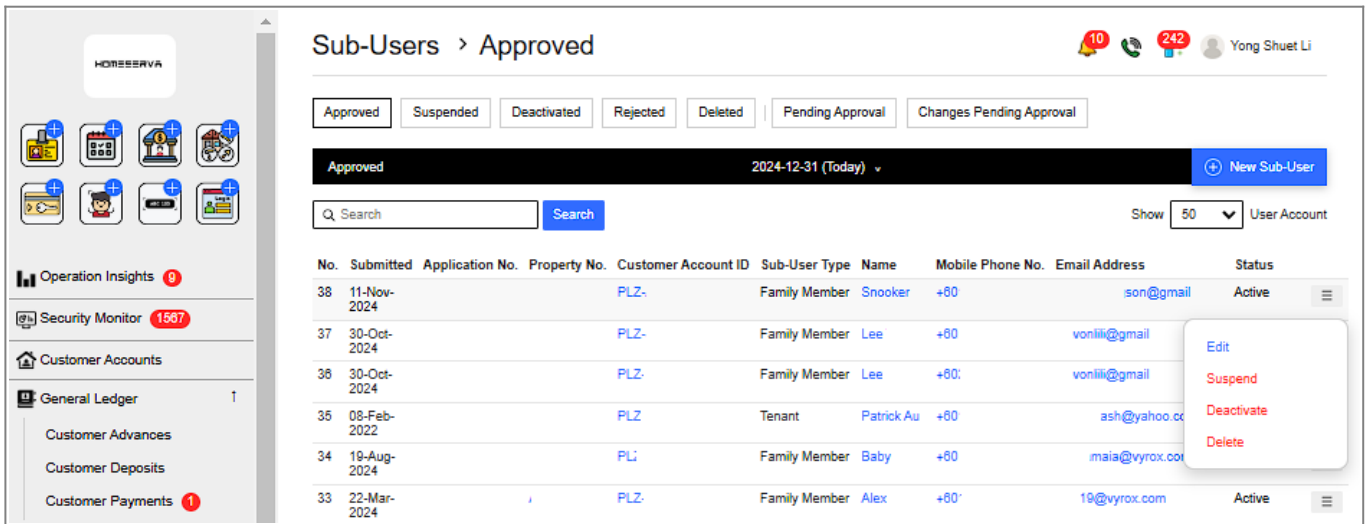 HOMESERVA
Sub-Users > Approved
10
242
Yong Shuet Li
Approved Suspended Deactivated Rejected Deleted Pending Approval Changes Pending Approval
Approved 2024-12-31 (Today) New Sub-User
Search Search Show 50 User Account
No. Submitted Application No. Property No. Customer Account ID Sub-User Type Name Mobile Phone No. Email Address Status
38 11-Nov-2024 PLZ- Family Member Snooker +60 son@gmail Active
37 30-Oct-2024 PLZ- Family Member Lee +60 vonlili@gmail
36 30-Oct-2024 PLZ- Family Member Lee +60 vonlili@gmail
35 08-Feb-2022 PLZ Tenant Patrick Au +60 ash@yahoo.co
34 19-Aug-2024 PL Family Member Baby +60 maia@vyrox.con
33 22-Mar-2024 PLZ- Family Member Alex +60 19@vyrox.com Active
Edit
Suspend
Deactivate
Delete
Operation Insights 9
Security Monitor 1567
Customer Accounts
General Ledger ↑
Customer Advances
Customer Deposits
Customer Payments 1